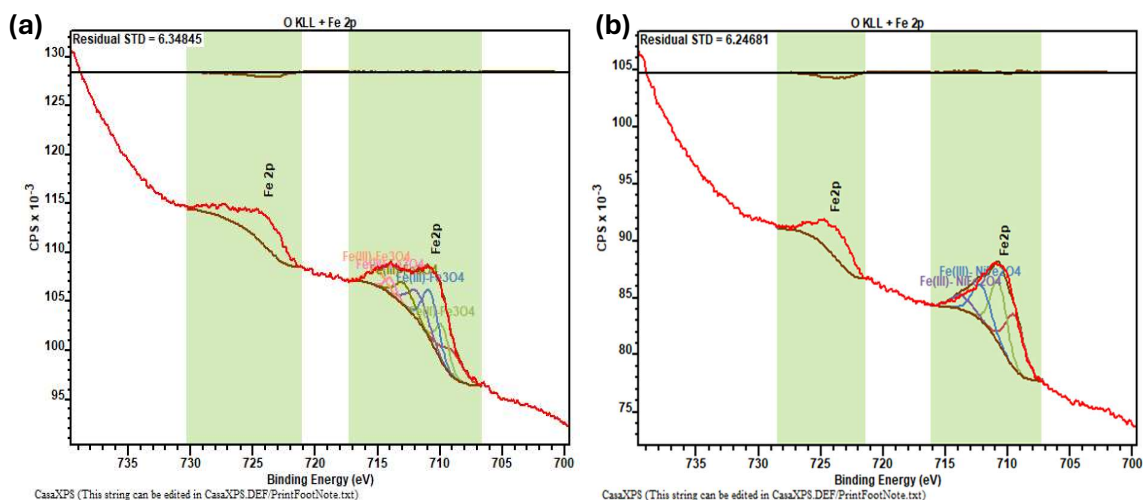 (a)
O KLL + Fe 2p
Residual STD = 6.34845
130
125
120
115
110
105
100
95
CPS x 10⁻³
Fe 2p
Fe2p
Fe(III)-Fe3O4
Fe(III)-Fe3O4
Fe(II)-Fe3O4
735 730 725 720 715 710 705 700
Binding Energy (eV)
CasaXPS (This string can be edited in CasaXPS.DEF/PrintFootNote.txt)
(b)
O KLL + Fe 2p
Residual STD = 6.24681
105
100
95
90
85
80
75
CPS x 10⁻³
Fe2p
Fe2p
Fe(III)- NiFe2O4
Fe(III)- NiFe2O4
735 730 725 720 715 710 705 700
Binding Energy (eV)
CasaXPS (This string can be edited in CasaXPS.DEF/PrintFootNote.txt)